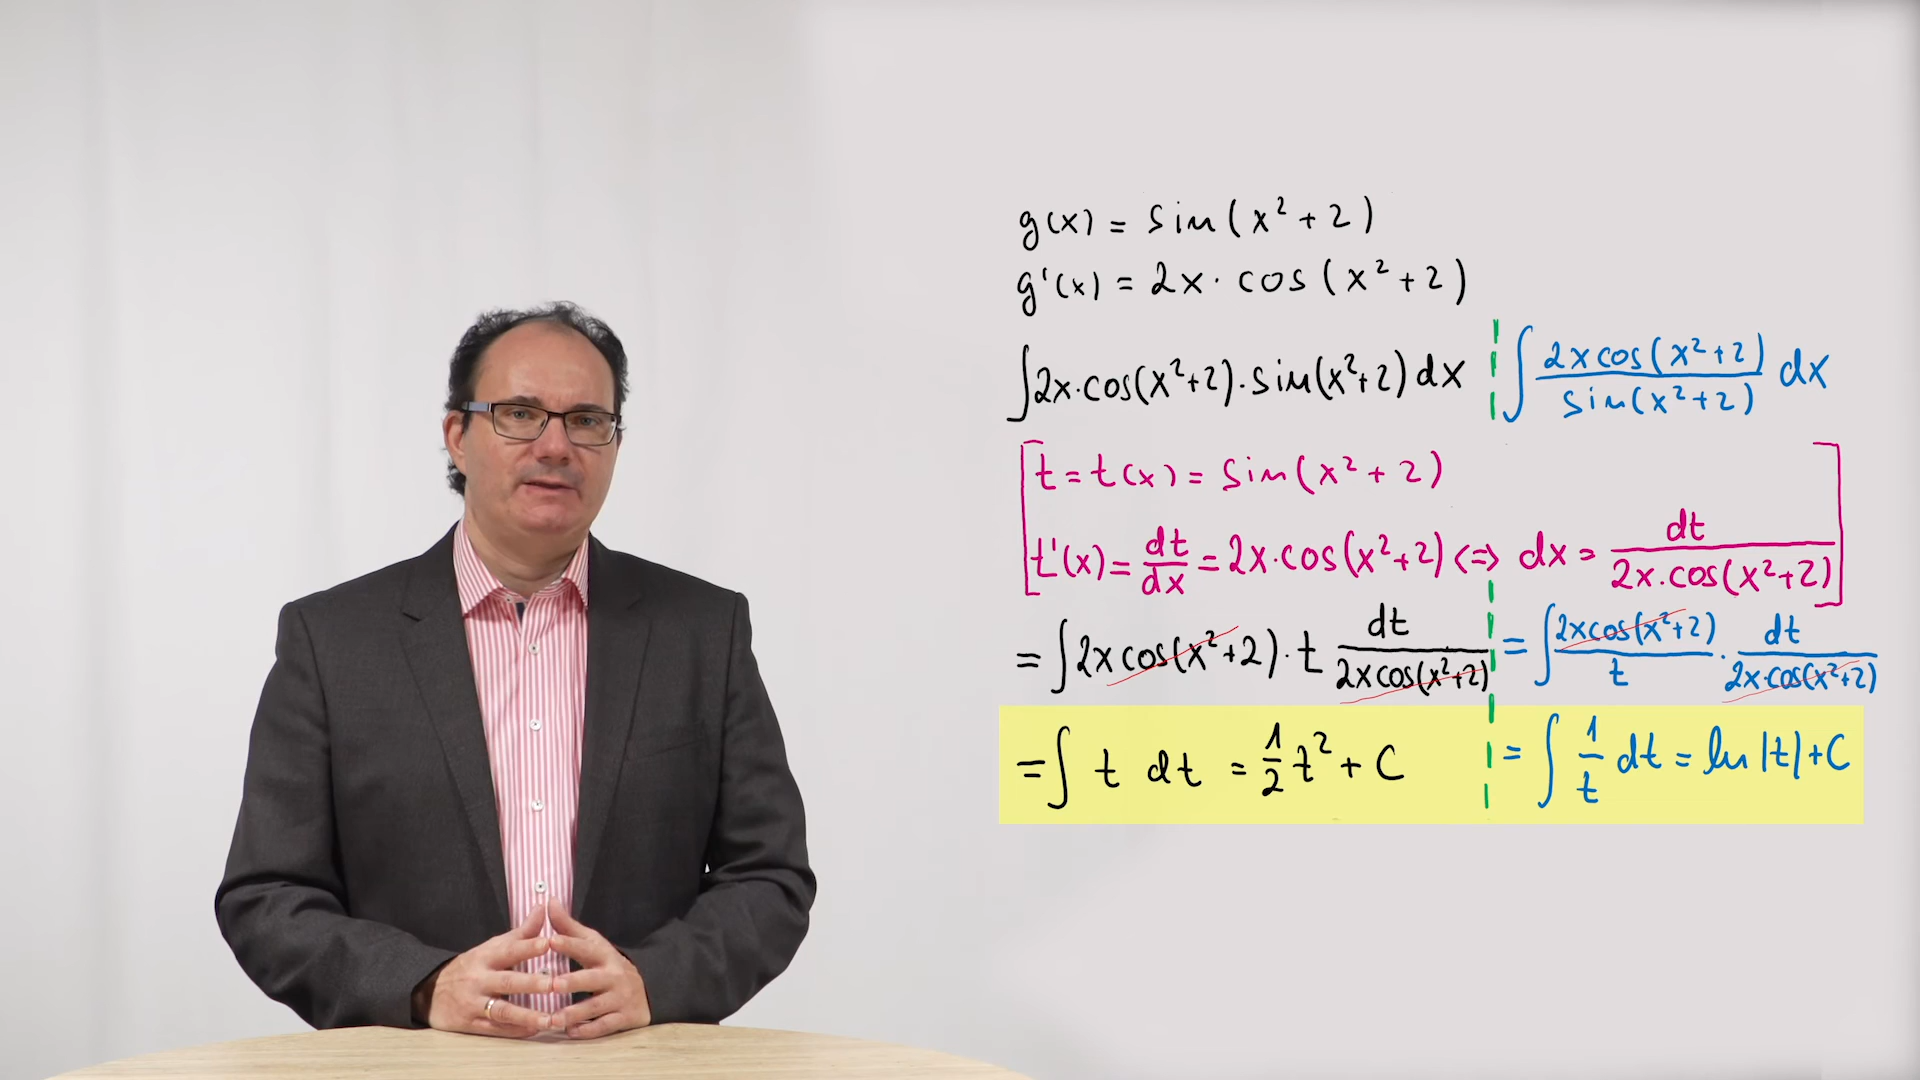 g(x) = sin(x² + 2)
g'(x) = 2x · cos(x² + 2)
∫2x·cos(x²+2)·sin(x²+2) dx ∫ 2x cos(x²+2) / sin(x²+2) dx
[t = t(x) = sin(x² + 2)
t'(x) = dt/dx = 2x·cos(x²+2) <=> dx = dt / 2x·cos(x²+2)]
= ∫2x cos(x²+2)· t dt / 2x cos(x²+2) = ∫ 2x cos(x²+2) / t · dt / 2x·cos(x²+2)
= ∫ t dt = 1/2 t² + C = ∫ 1/t dt = ln|t| + C